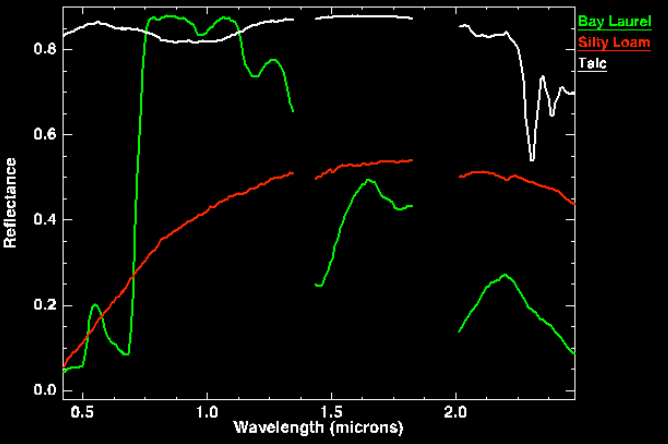 Bay Laurel
Silty Loam
Talc
0.8
0.6
0.4
0.2
0.0
Reflectance
0.5 1.0 1.5 2.0
Wavelength (microns)